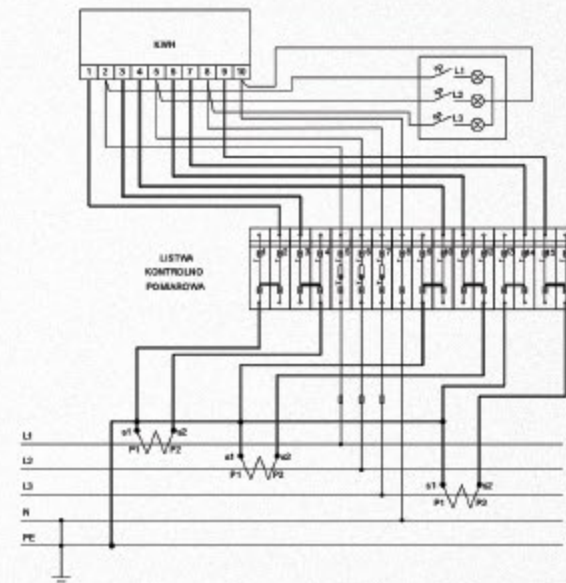 KWH
1 2 3 4 5 6 7 8 9 10
L1
L2
L3
LISTWA
KONTROLNO
POMIAROWA
s1 s2
P1 P2
s1 s2
P1 P2
s1 s2
P1 P2
L1
L2
L3
N
PE